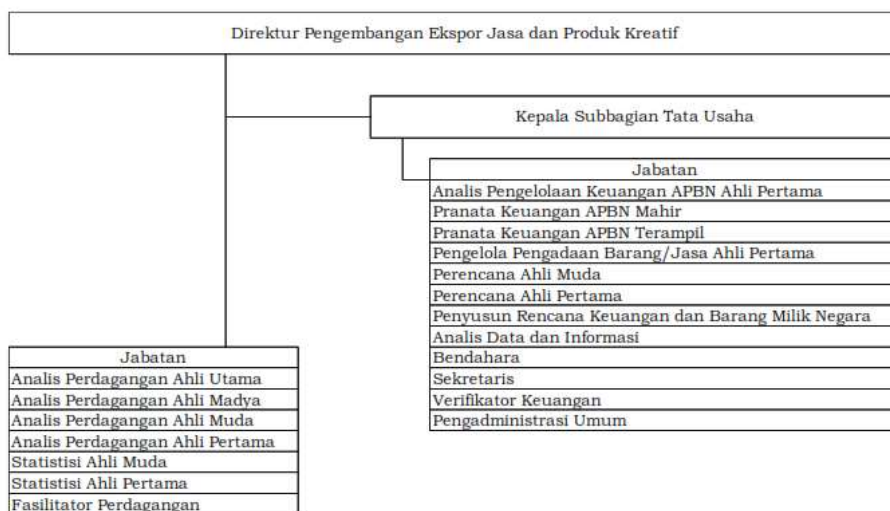 Direktur Pengembangan Ekspor Jasa dan Produk Kreatif
Kepala Subbagian Tata Usaha
Jabatan
Analis Pengelolaan Keuangan APBN Ahli Pertama
Pranata Keuangan APBN Mahir
Pranata Keuangan APBN Terampil
Pengelola Pengadaan Barang/Jasa Ahli Pertama
Perencana Ahli Muda
Perencana Ahli Pertama
Penyusun Rencana Keuangan dan Barang Milik Negara
Analis Data dan Informasi
Bendahara
Sekretaris
Verifikator Keuangan
Pengadministrasi Umum
Jabatan
Analis Perdagangan Ahli Utama
Analis Perdagangan Ahli Madya
Analis Perdagangan Ahli Muda
Analis Perdagangan Ahli Pertama
Statistisi Ahli Muda
Statistisi Ahli Pertama
Fasilitator Perdagangan